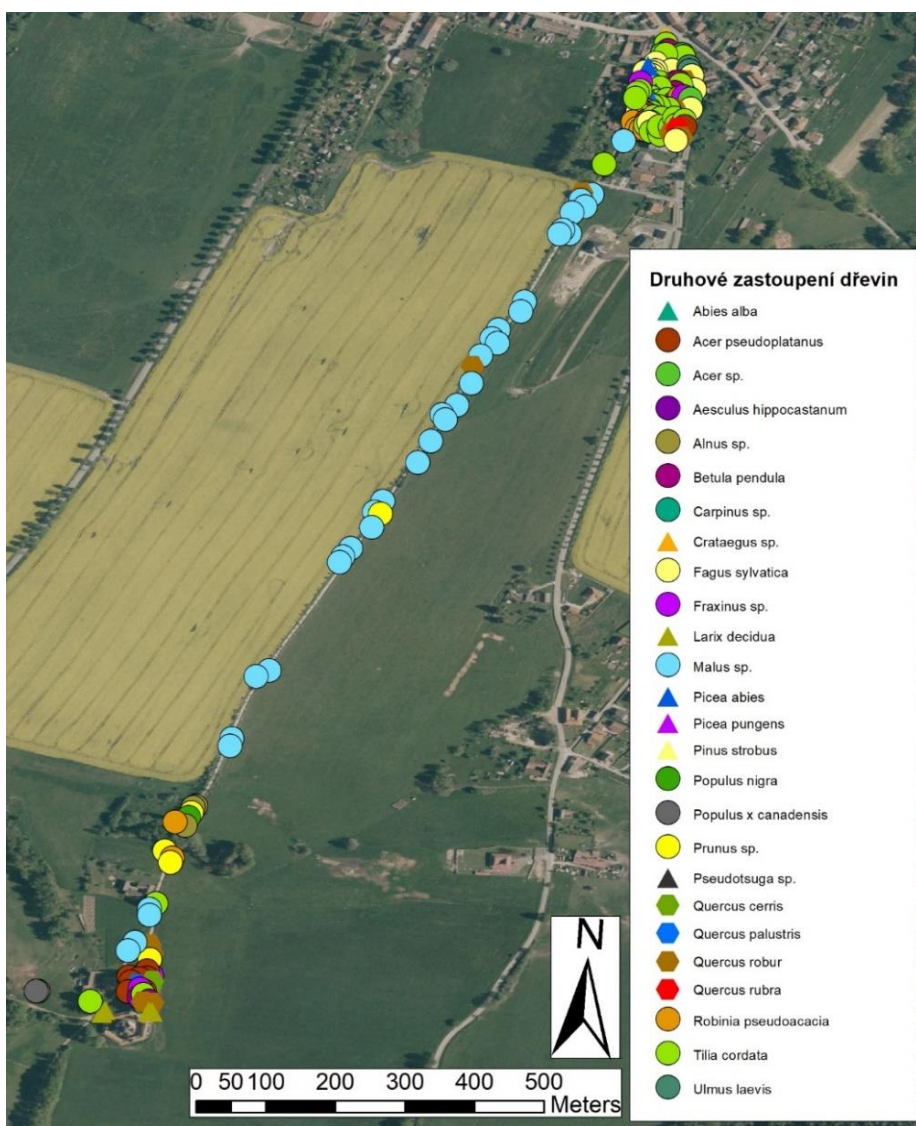 Druhové zastoupení dřevin
Abies alba
Acer pseudoplatanus
Acer sp.
Aesculus hippocastanum
Alnus sp.
Betula pendula
Carpinus sp.
Crataegus sp.
Fagus sylvatica
Fraxinus sp.
Larix decidua
Malus sp.
Picea abies
Picea pungens
Pinus strobus
Populus nigra
Populus x canadensis
Prunus sp.
Pseudotsuga sp.
Quercus cerris
Quercus palustris
Quercus robur
Quercus rubra
Robinia pseudoacacia
Tilia cordata
Ulmus laevis
N
0 50 100 200 300 400 500
Meters